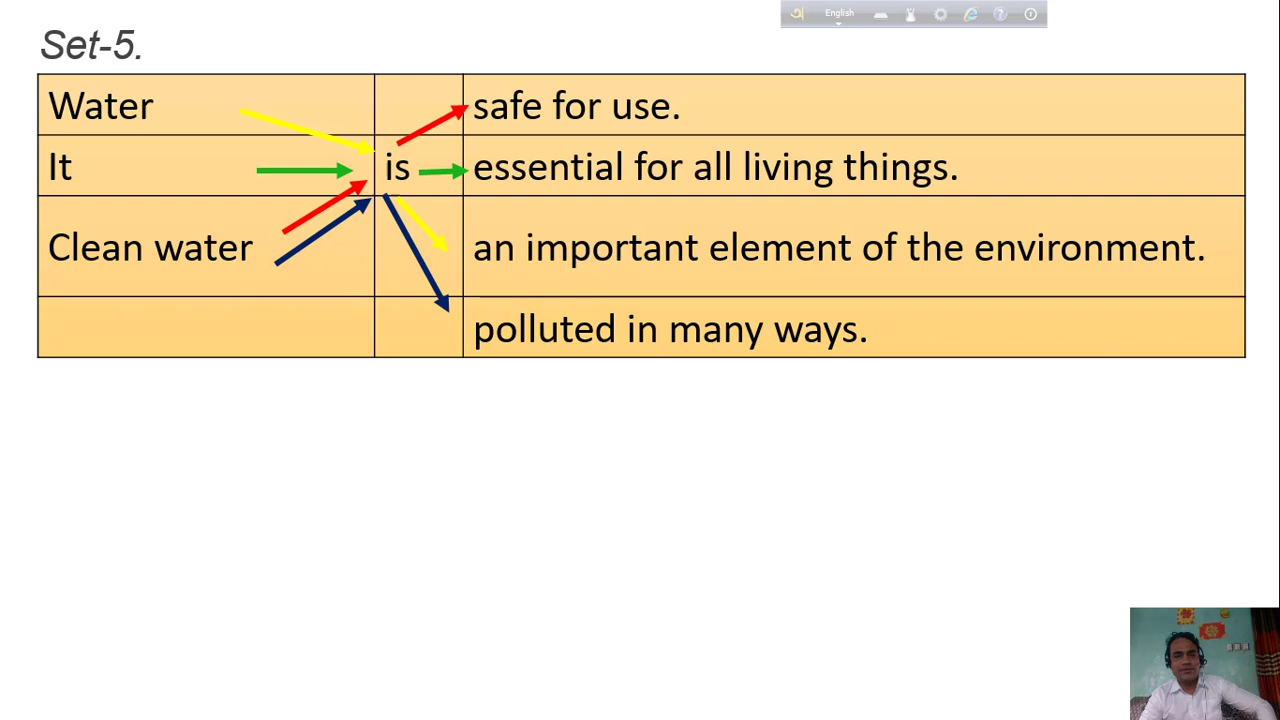 English
Set-5.
Water safe for use.
It is essential for all living things.
Clean water an important element of the environment.
polluted in many ways.